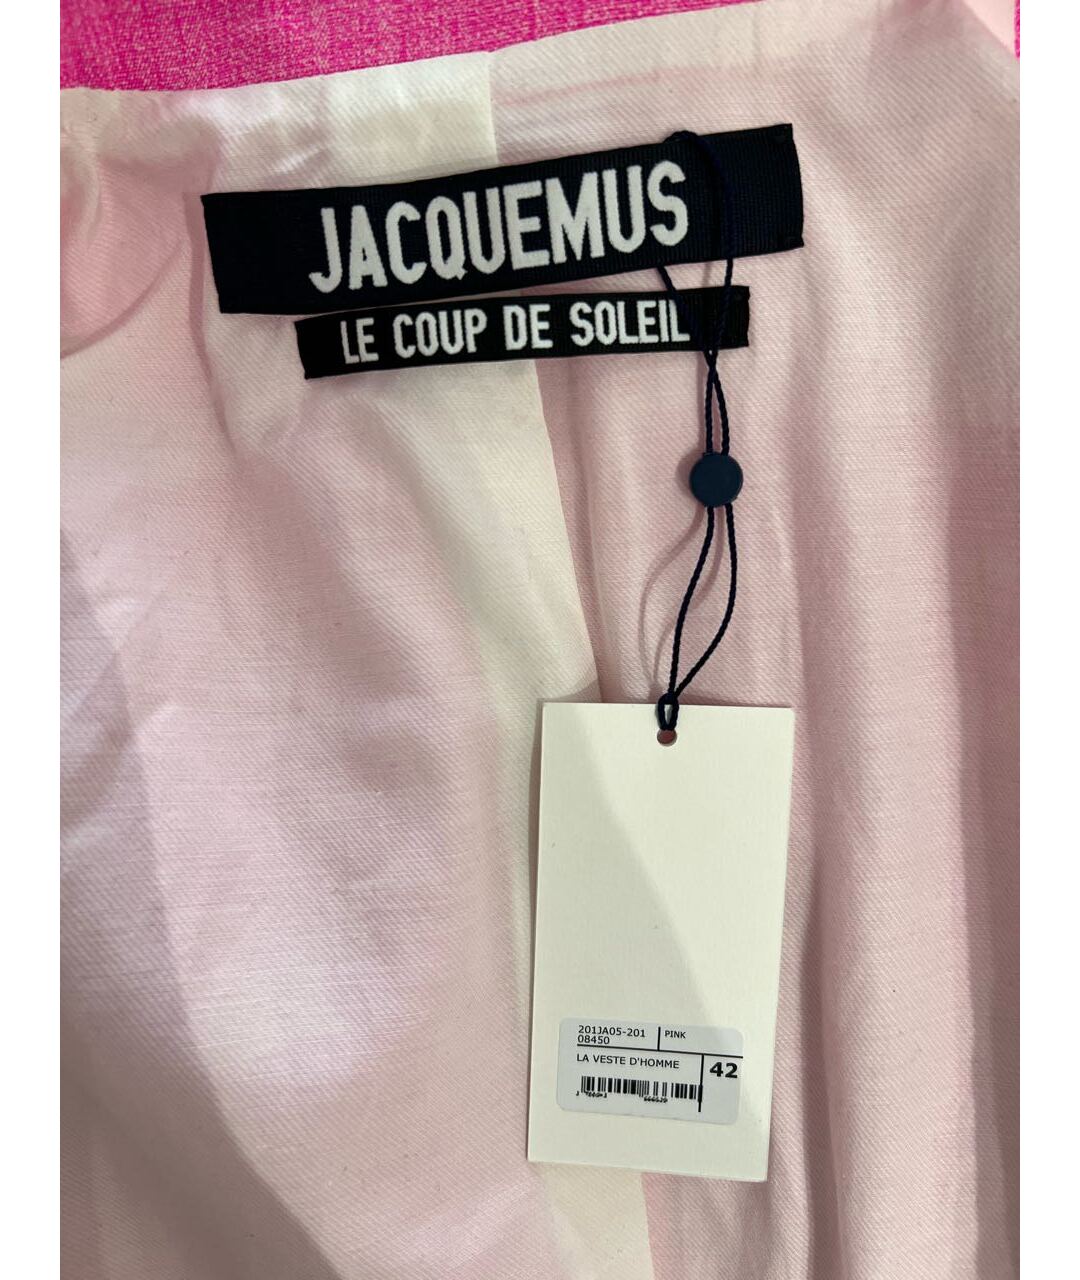 JACQUEMUS
LE COUP DE SOLEIL
201JA05-201
08450
PINK
LA VESTE D'HOMME
42